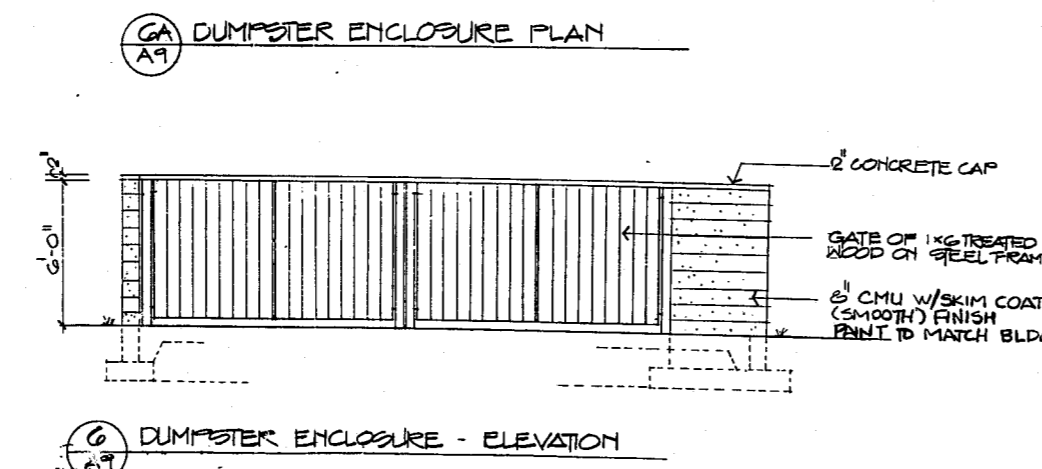 6A DUMPSTER ENCLOSURE PLAN
A9
2"
2" CONCRETE CAP
6'-0"
GATE OF 1x6 TREATED
WOOD ON STEEL FRAM
8" CMU W/SKIM COAT
(SMOOTH) FINISH
PAINT TO MATCH BLD
6 DUMPSTER ENCLOSURE - ELEVATION
A9